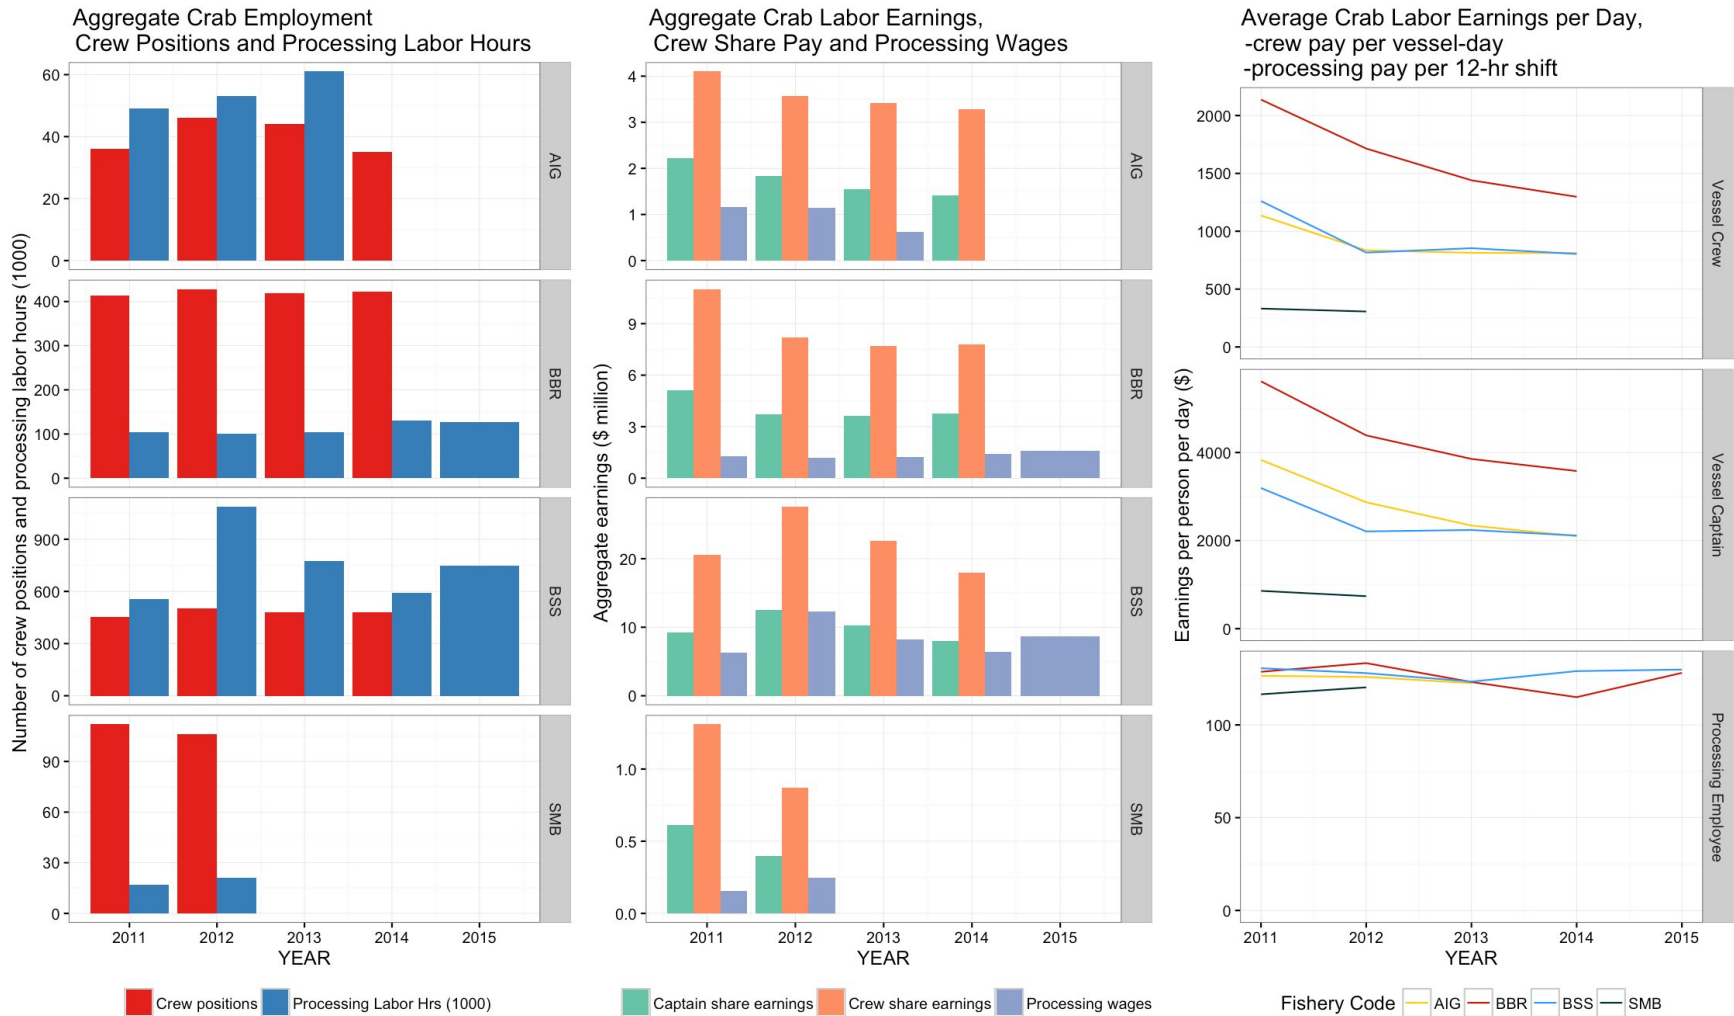 Aggregate Crab Employment
Crew Positions and Processing Labor Hours
Number of crew positions and processing labor hours (1000)
60
40
20
0
AIG
400
300
200
100
0
BBR
900
600
300
0
BSS
90
60
30
0
SMB
2011 2012 2013 2014 2015
YEAR
Crew positions Processing Labor Hrs (1000)
Aggregate Crab Labor Earnings,
Crew Share Pay and Processing Wages
Aggregate earnings ($ million)
4
3
2
1
0
AIG
9
6
3
0
BBR
20
10
0
BSS
1.0
0.5
0.0
SMB
2011 2012 2013 2014 2015
YEAR
Captain share earnings Crew share earnings Processing wages
Average Crab Labor Earnings per Day,
-crew pay per vessel-day
-processing pay per 12-hr shift
Earnings per person per day ($)
2000
1500
1000
500
0
Vessel Crew
4000
2000
0
Vessel Captain
100
50
0
Processing Employee
2011 2012 2013 2014 2015
YEAR
Fishery Code AIG BBR BSS SMB